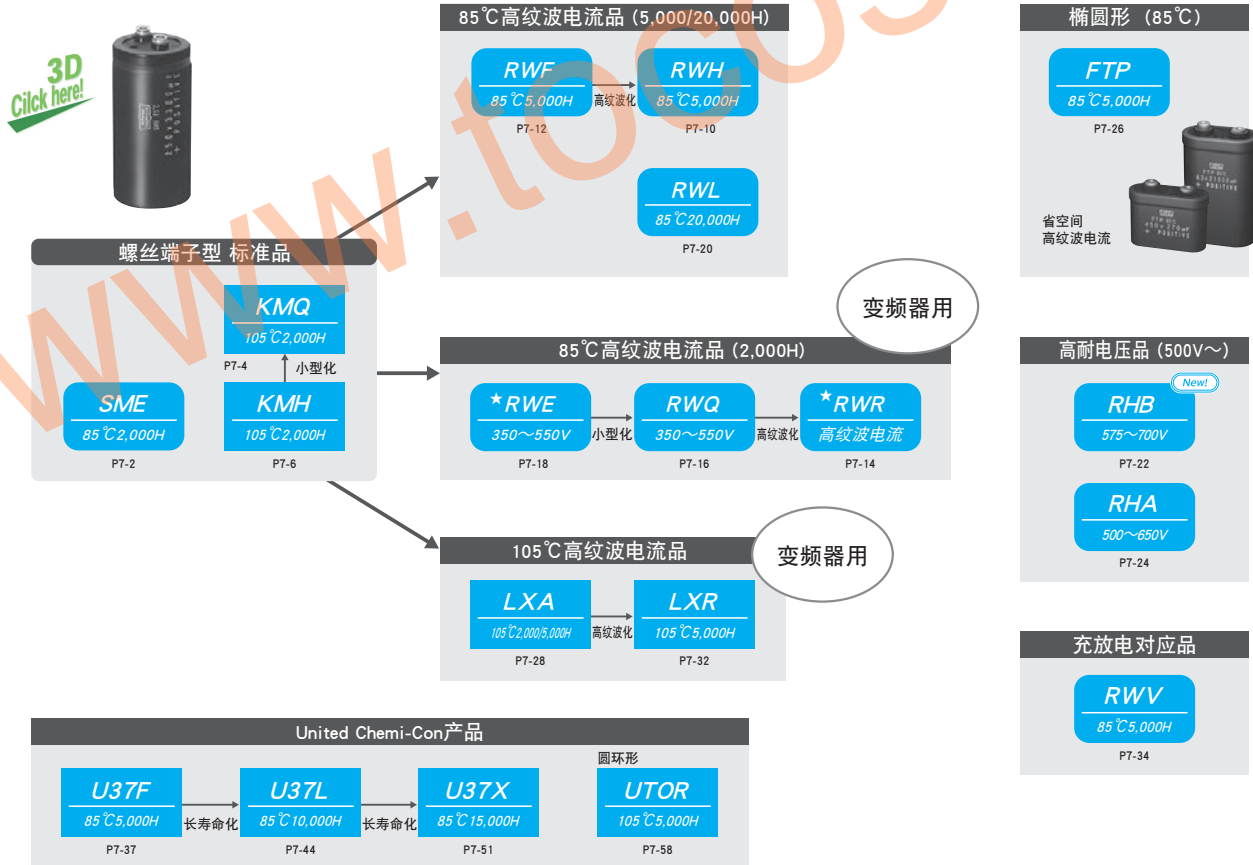 3D
Cilck here!
85℃高纹波电流品 (5,000/20,000H)
RWF
85℃5,000H
P7-12
高纹波化
RWH
85℃5,000H
P7-10
RWL
85℃20,000H
P7-20
椭圆形 (85℃)
FTP
85℃5,000H
P7-26
省空间
高纹波电流
螺丝端子型 标准品
KMQ
105℃2,000H
P7-4
小型化
SME
85℃2,000H
P7-2
KMH
105℃2,000H
P7-6
变频器用
85℃高纹波电流品 (2,000H)
★RWE
350～550V
P7-18
小型化
RWQ
350～550V
P7-16
高纹波化
★RWR
高纹波电流
P7-14
高耐电压品 (500V～)
New!
RHB
575～700V
P7-22
RHA
500～650V
P7-24
变频器用
105℃高纹波电流品
LXA
105℃2,000/5,000H
P7-28
高纹波化
LXR
105℃5,000H
P7-32
充放电对应品
RWV
85℃5,000H
P7-34
United Chemi-Con产品
U37F
85℃5,000H
P7-37
长寿命化
U37L
85℃10,000H
P7-44
长寿命化
U37X
85℃15,000H
P7-51
圆环形
UTOR
105℃5,000H
P7-58
www.tocos